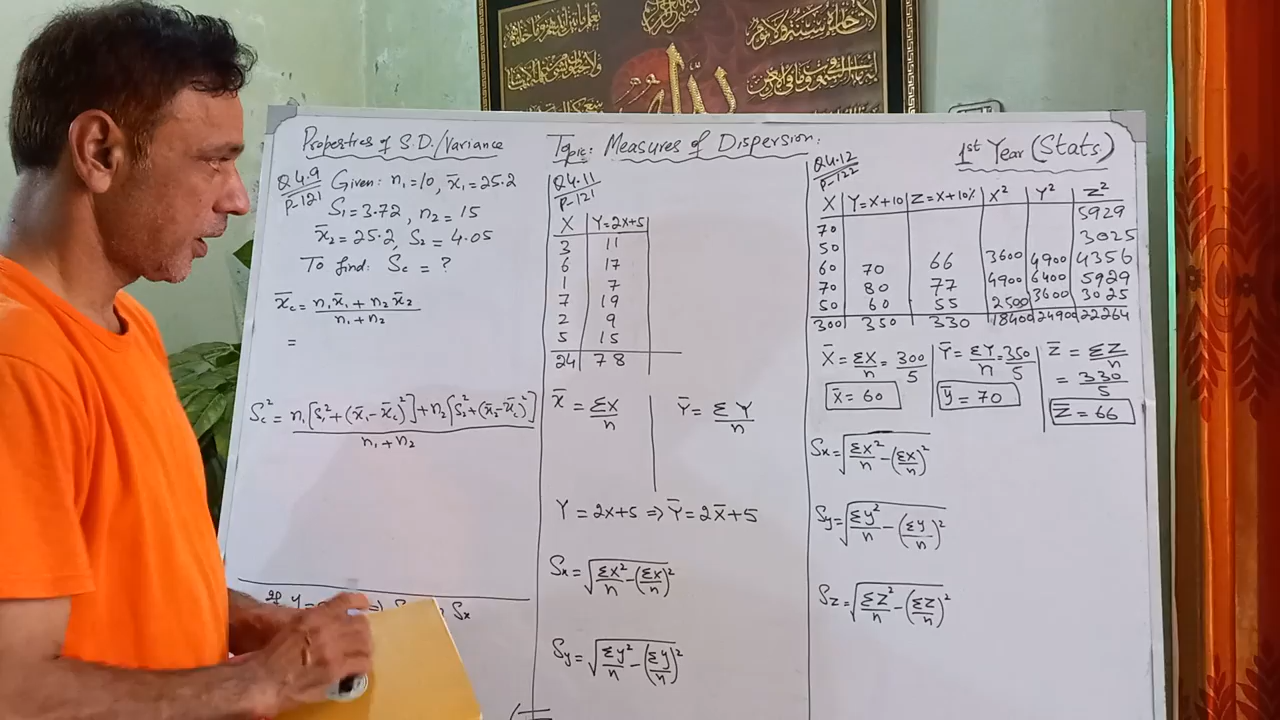 Properties of S.D./Variance
Q4.9
P-121
Given: n₁=10, x̄₁=25.2
S₁=3.72, n₂=15
x̄₂=25.2, S₂=4.05
To find: Sc = ?
x̄c = n₁x̄₁ + n₂x̄₂
n₁+n₂
=
Sc² = n₁[S₁²+(x̄₁-x̄c)²]+n₂[S₂²+(x̄₂-x̄c)²]
n₁+n₂
If Y=
Sx
Topic: Measures of Dispersion.
Q4.11
P-121
X Y=2x+5
3 11
6 17
1 7
7 19
2 9
5 15
24 78
x̄ = ΣX
n
Ȳ = ΣY
n
Y = 2x+5 ⇒ Ȳ=2x̄+5
Sx = √Σx²/n-(Σx/n)²
Sy = √Σy²/n-(Σy/n)²
1st Year (Stats.)
Q4.12
P-122
X Y=X+10 Z=X+10% X² Y² Z²
5929
70
3025
50
60 70 66 3600 4900 4356
70 80 77 4900 6400 5929
50 60 55 2500 3600 3025
300 350 330 18400 24900 22264
X̄ = ΣX/n = 300/5
x̄ = 60
Ȳ = ΣY/n = 350/5
ȳ = 70
Z̄ = ΣZ/n
= 330/5
Z̄ = 66
Sx=√Σx²/n-(Σx/n)²
Sy=√Σy²/n-(Σy/n)²
Sz=√Σz²/n-(Σz/n)²